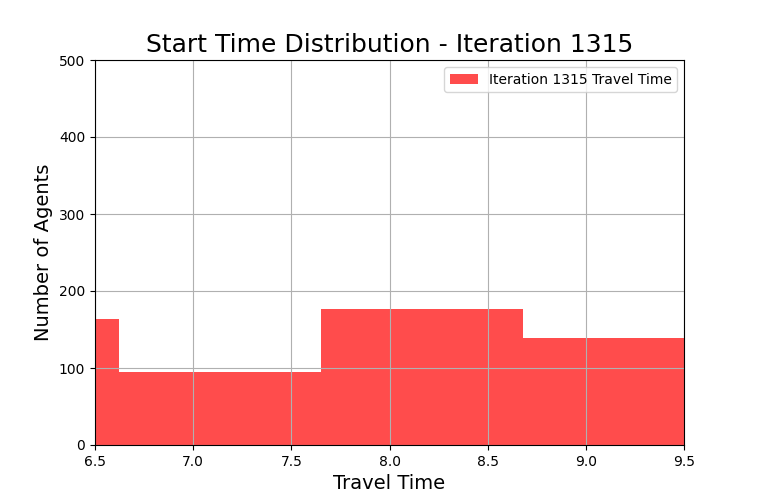 Start Time Distribution - Iteration 1315
Iteration 1315 Travel Time
Number of Agents
500
400
300
200
100
0
6.5 7.0 7.5 8.0 8.5 9.0 9.5
Travel Time